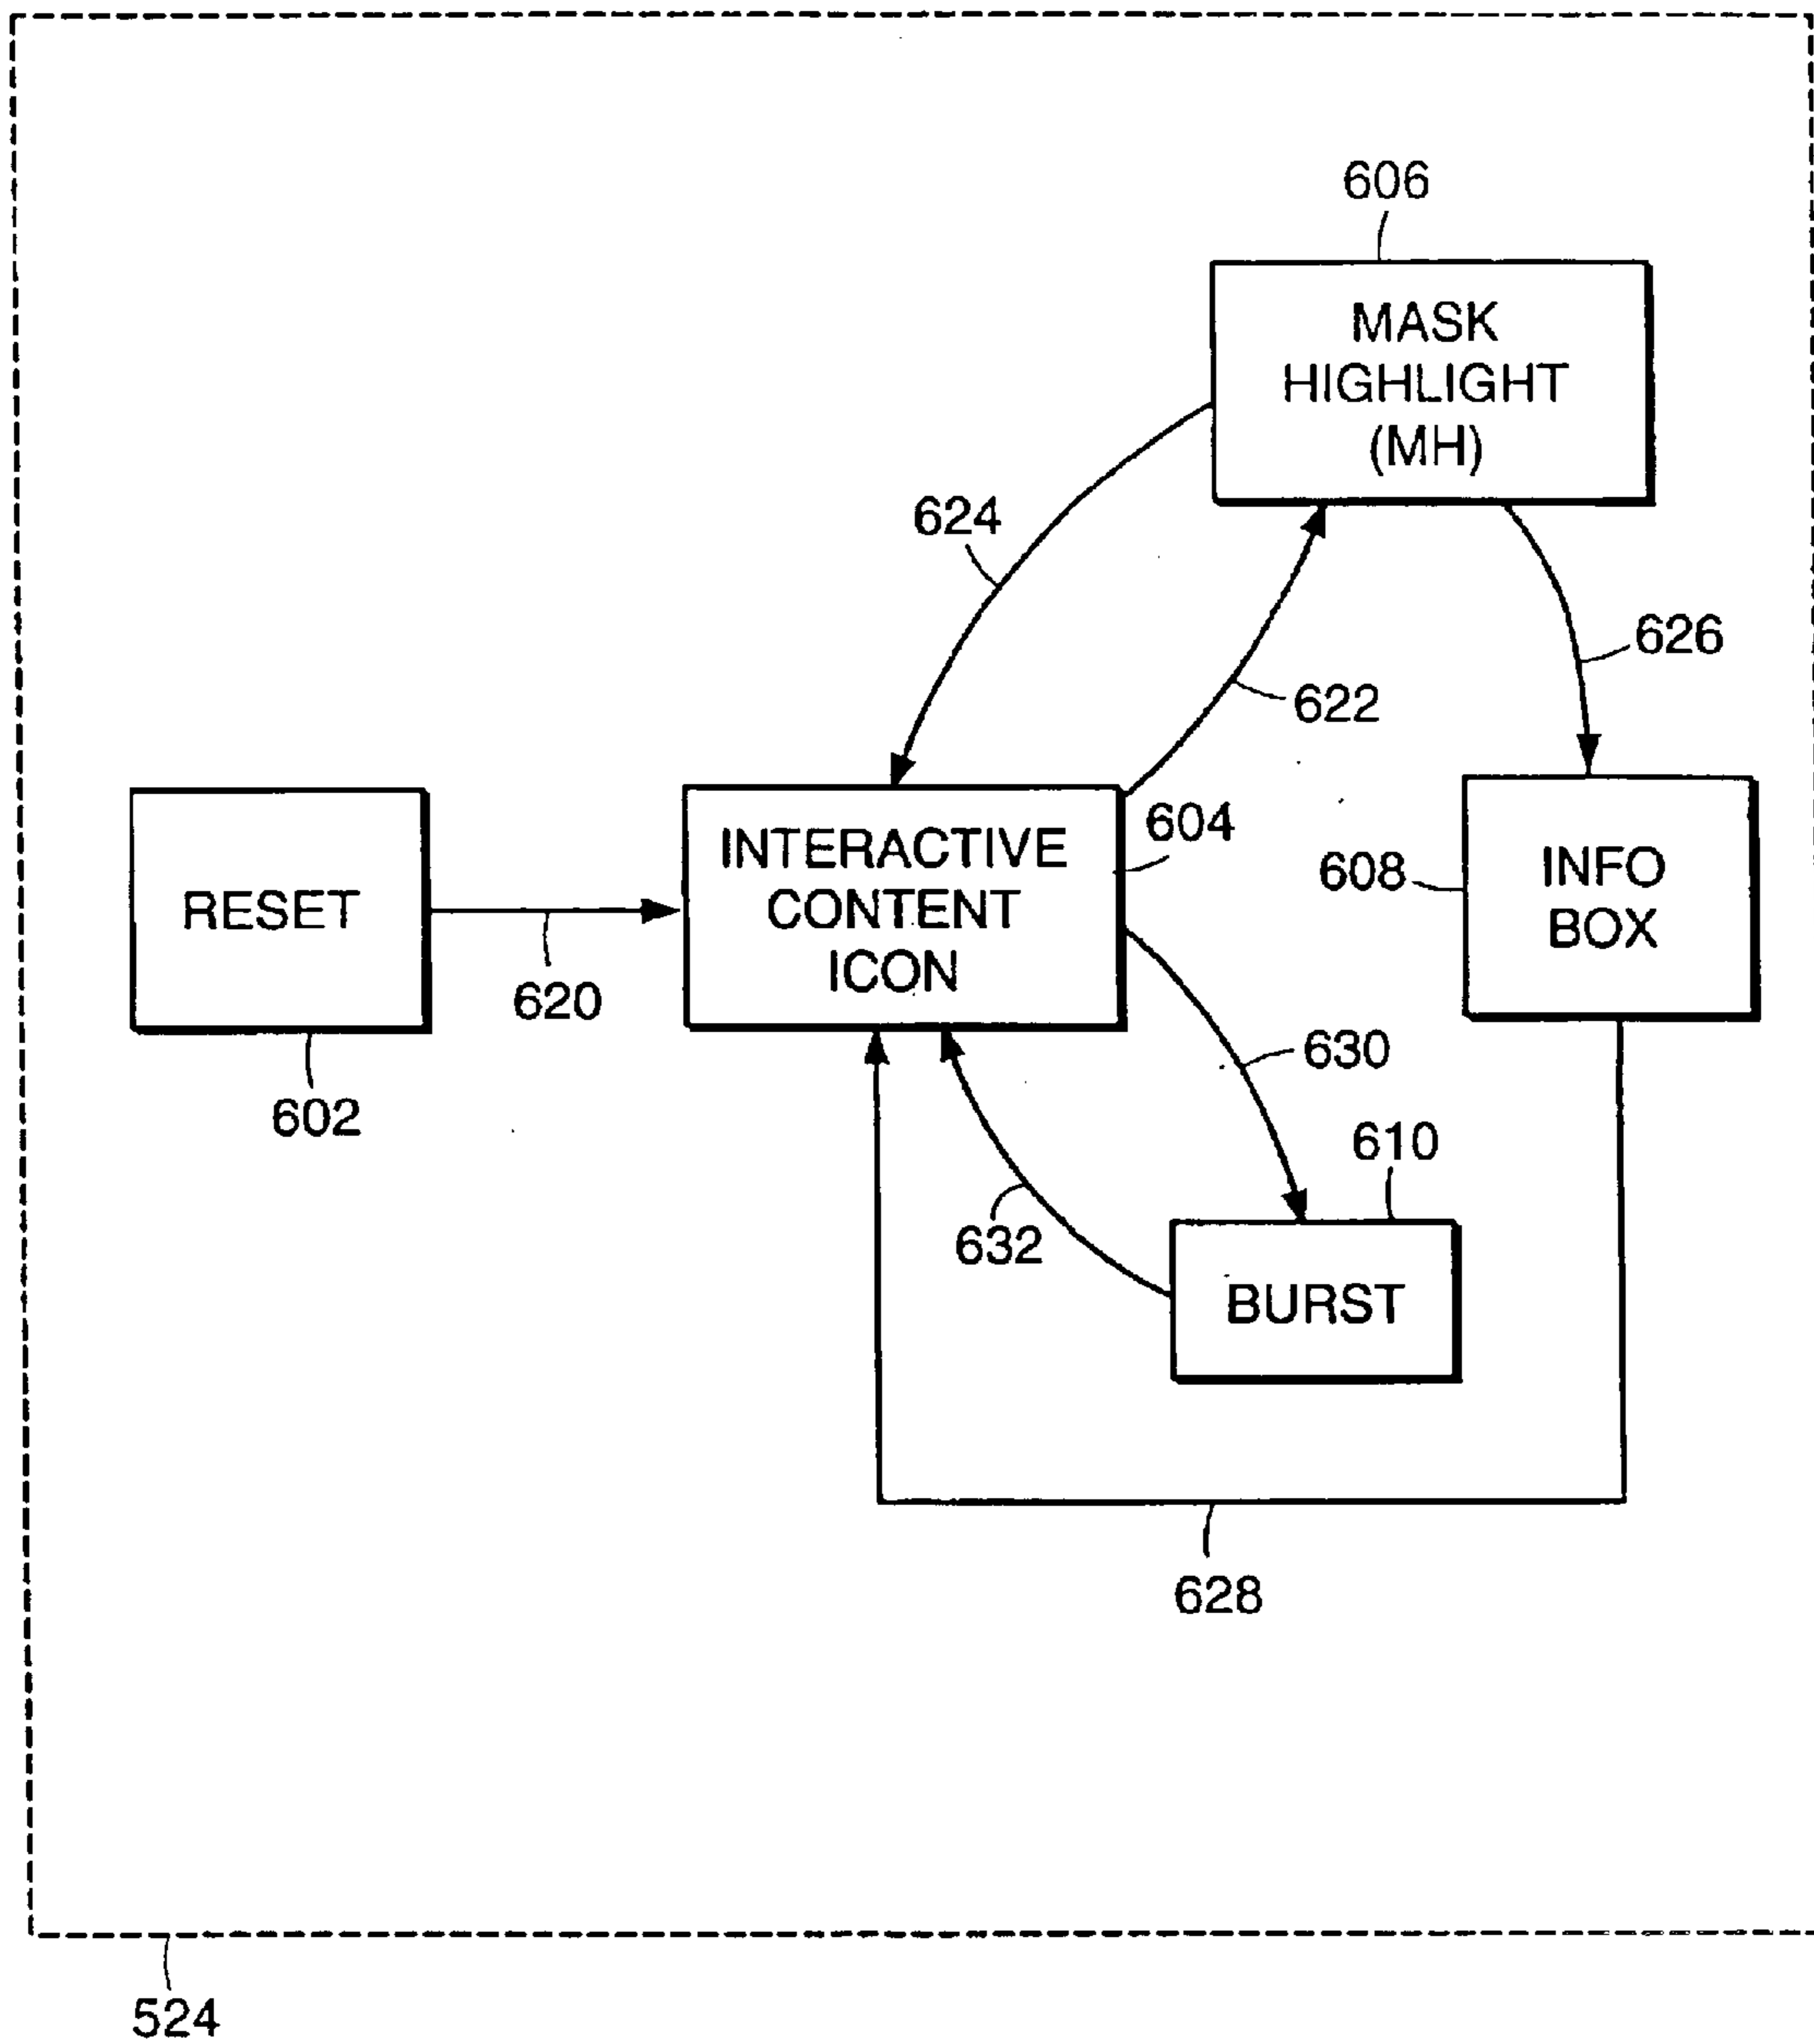 606
MASK
HIGHLIGHT
(MH)
624
626
622
604
INTERACTIVE
CONTENT
ICON
608
INFO
BOX
RESET
620
602
630
610
632
BURST
628
524